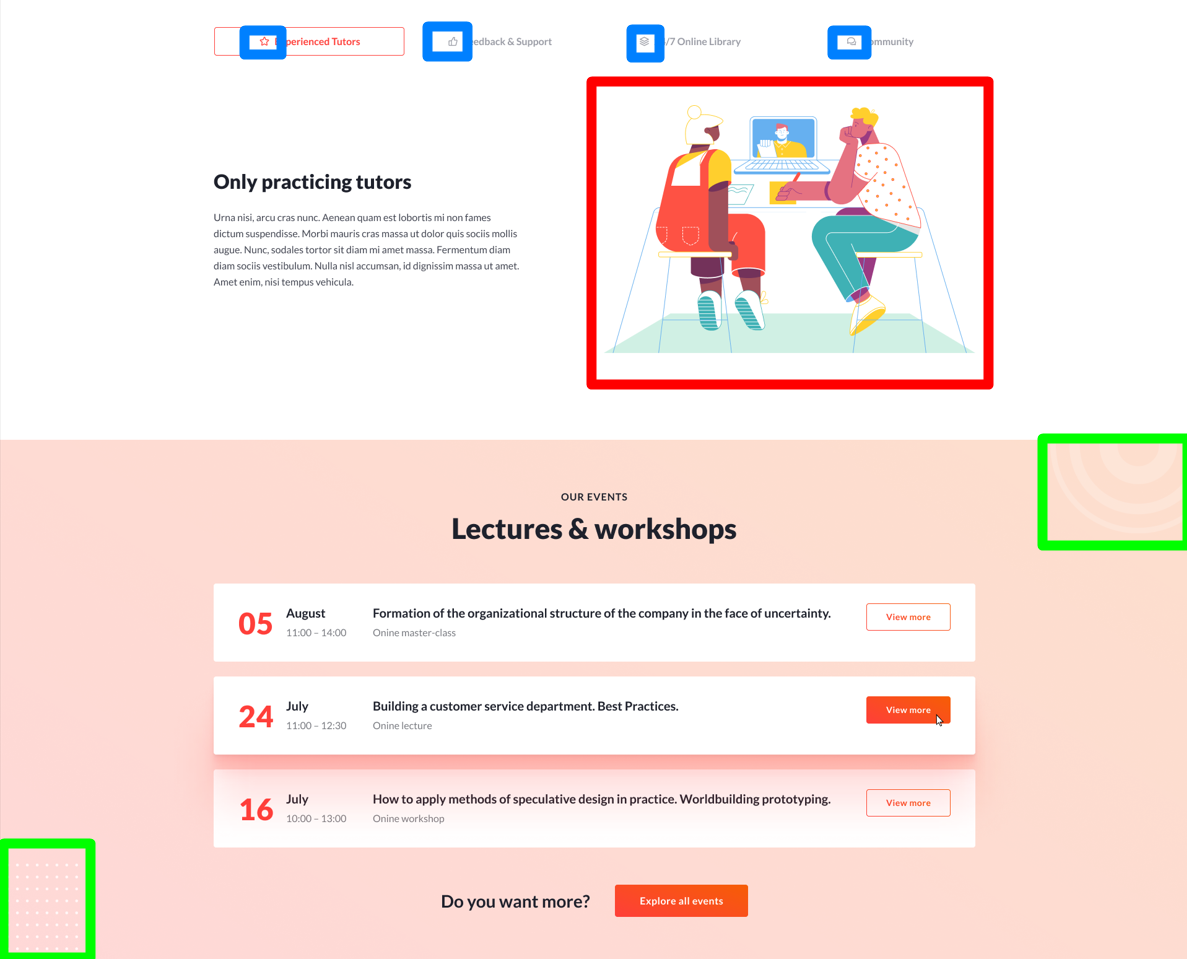 perienced Tutors
edback & Support
/7 Online Library
ommunity
Only practicing tutors
Urna nisi, arcu cras nunc. Aenean quam est lobortis mi non fames
dictum suspendisse. Morbi mauris cras massa ut dolor quis sociis mollis
augue. Nunc, sodales tortor sit diam mi amet massa. Fermentum diam
diam sociis vestibulum. Nulla nisl accumsan, id dignissim massa ut amet.
Amet enim, nisi tempus vehicula.
OUR EVENTS
Lectures & workshops
05
August
11:00 – 14:00
Formation of the organizational structure of the company in the face of uncertainty.
Onine master-class
View more
24
July
11:00 – 12:30
Building a customer service department. Best Practices.
Onine lecture
View more
16
July
10:00 – 13:00
How to apply methods of speculative design in practice. Worldbuilding prototyping.
Onine workshop
View more
Do you want more?
Explore all events